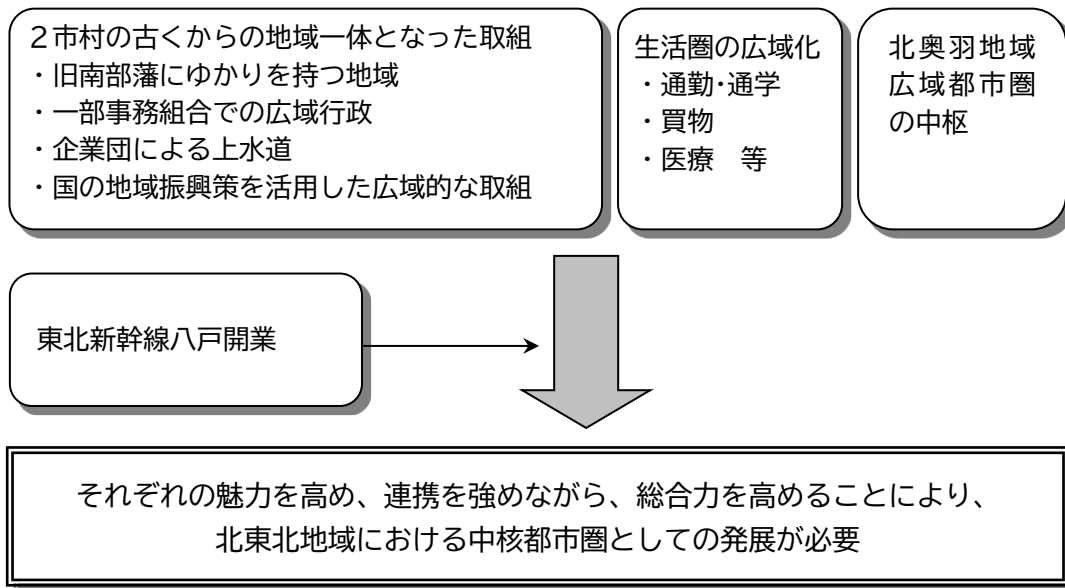 ２市村の古くからの地域一体となった取組
・旧南部藩にゆかりを持つ地域
・一部事務組合での広域行政
・企業団による上水道
・国の地域振興策を活用した広域的な取組
生活圏の広域化
・通勤･通学
・買物
・医療　等
北奥羽地域
広域都市圏
の中枢
東北新幹線八戸開業
それぞれの魅力を高め、連携を強めながら、総合力を高めることにより、
北東北地域における中核都市圏としての発展が必要